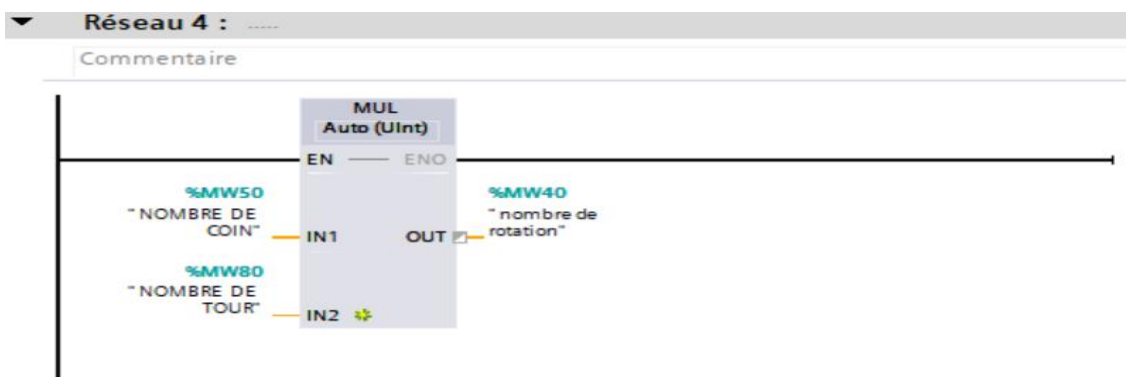 Réseau 4 : .....
Commentaire
MUL
Auto (UInt)
EN ENO
%MW50
"NOMBRE DE
COIN"
IN1
OUT
%MW40
"nombre de
rotation"
%MW80
"NOMBRE DE
TOUR"
IN2